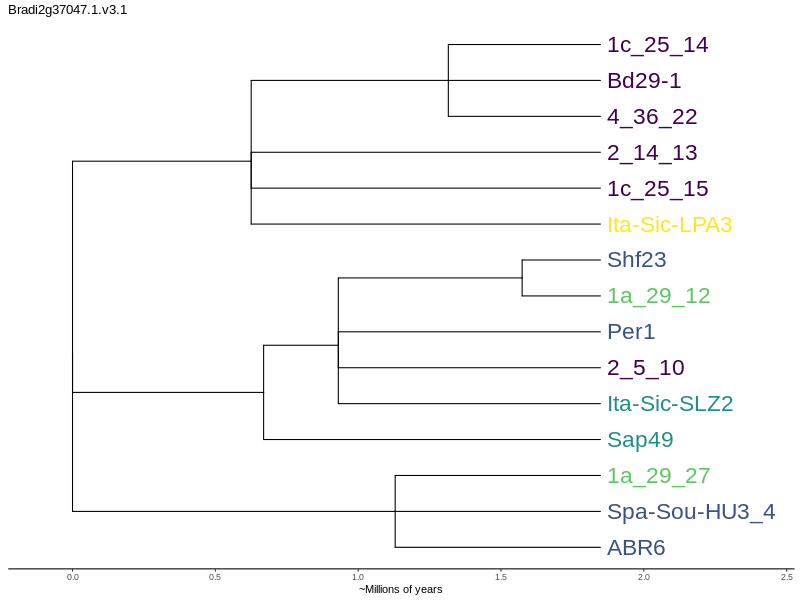 Bradi2g37047.1.v3.1
1c_25_14
Bd29-1
4_36_22
2_14_13
1c_25_15
Ita-Sic-LPA3
Shf23
1a_29_12
Per1
2_5_10
Ita-Sic-SLZ2
Sap49
1a_29_27
Spa-Sou-HU3_4
ABR6
0.0 0.5 1.0 1.5 2.0 2.5
~Millions of years